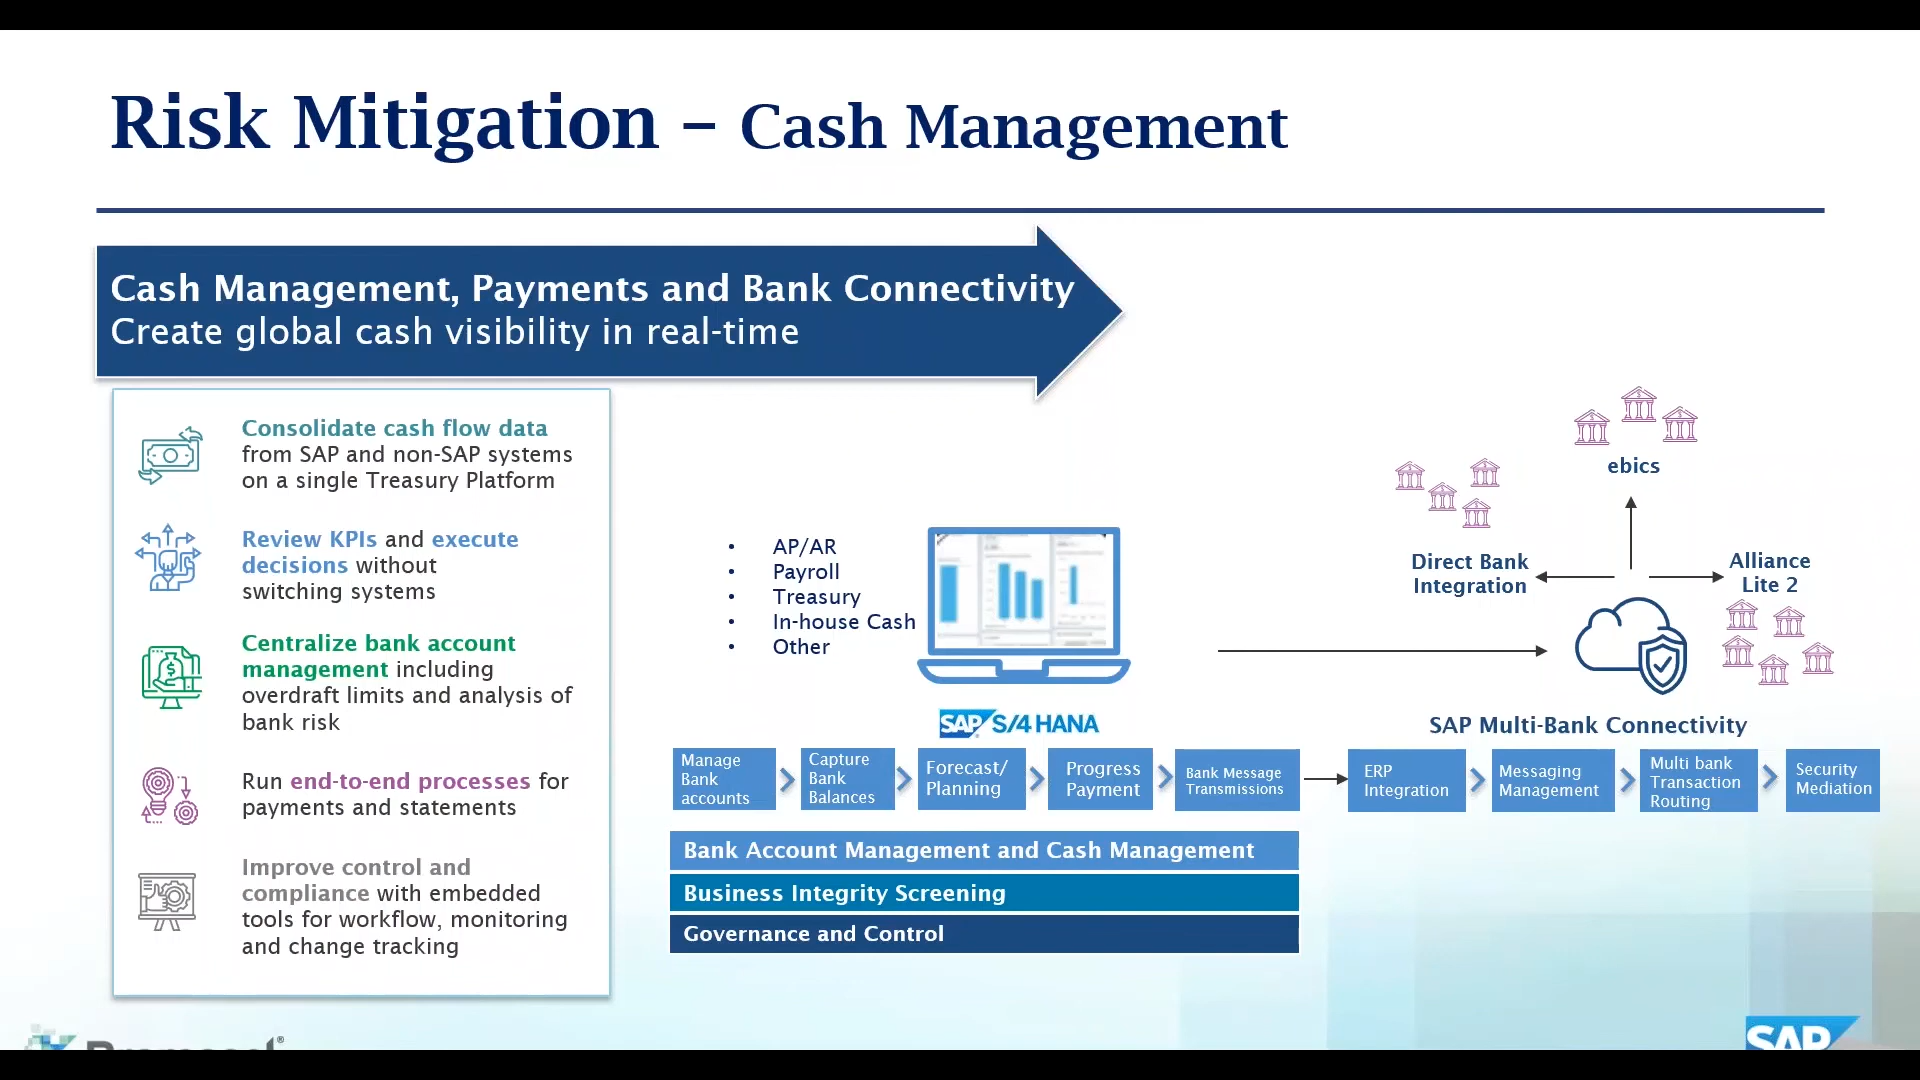 Risk Mitigation – Cash Management
Cash Management, Payments and Bank Connectivity
Create global cash visibility in real-time
Consolidate cash flow data
from SAP and non-SAP systems
on a single Treasury Platform
Review KPIs and execute
decisions without
switching systems
Centralize bank account
management including
overdraft limits and analysis of
bank risk
Run end-to-end processes for
payments and statements
Improve control and
compliance with embedded
tools for workflow, monitoring
and change tracking
• AP/AR
• Payroll
• Treasury
• In-house Cash
• Other
SAP S/4HANA
Manage
Bank
accounts
Capture
Bank
Balances
Forecast/
Planning
Progress
Payment
Bank Message
Transmissions
Bank Account Management and Cash Management
Business Integrity Screening
Governance and Control
ebics
Direct Bank
Integration
Alliance
Lite 2
SAP Multi-Bank Connectivity
ERP
Integration
Messaging
Management
Multi bank
Transaction
Routing
Security
Mediation
SAP